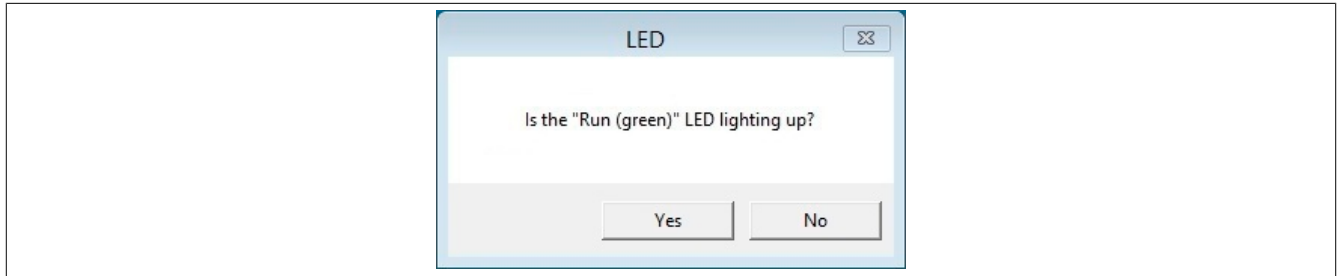 LED
Is the "Run (green)" LED lighting up?
Yes No